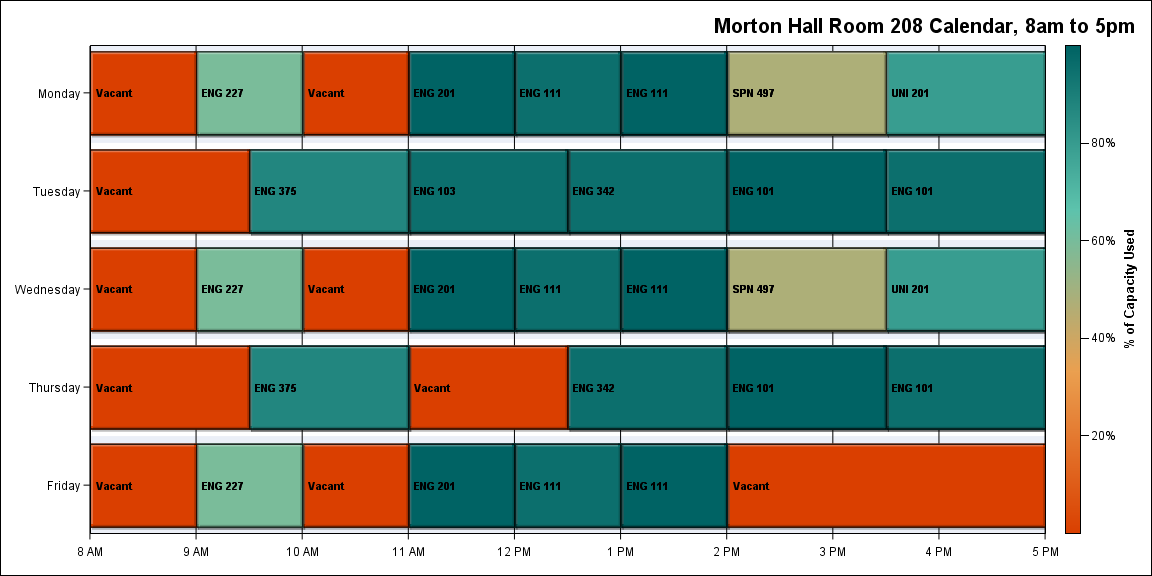 Morton Hall Room 208 Calendar, 8am to 5pm
Monday
Vacant
ENG 227
Vacant
ENG 201
ENG 111
ENG 111
SPN 497
UNI 201
Tuesday
Vacant
ENG 375
ENG 103
ENG 342
ENG 101
ENG 101
Wednesday
Vacant
ENG 227
Vacant
ENG 201
ENG 111
ENG 111
SPN 497
UNI 201
Thursday
Vacant
ENG 375
Vacant
ENG 342
ENG 101
ENG 101
Friday
Vacant
ENG 227
Vacant
ENG 201
ENG 111
ENG 111
Vacant
8 AM
9 AM
10 AM
11 AM
12 PM
1 PM
2 PM
3 PM
4 PM
5 PM
80%
60%
40%
20%
% of Capacity Used